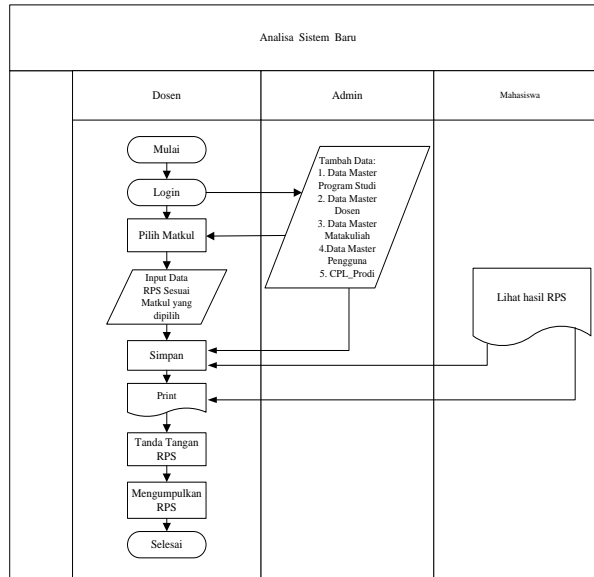 Analisa Sistem Baru
Dosen
Admin
Mahasiswa
Mulai
Login
Pilih Matkul
Input Data
RPS Sesuai
Matkul yang
dipilih
Simpan
Print
Tanda Tangan
RPS
Mengumpulkan
RPS
Selesai
Tambah Data:
1. Data Master
Program Studi
2. Data Master
Dosen
3. Data Master
Matakuliah
4.Data Master
Pengguna
5. CPL_Prodi
Lihat hasil RPS